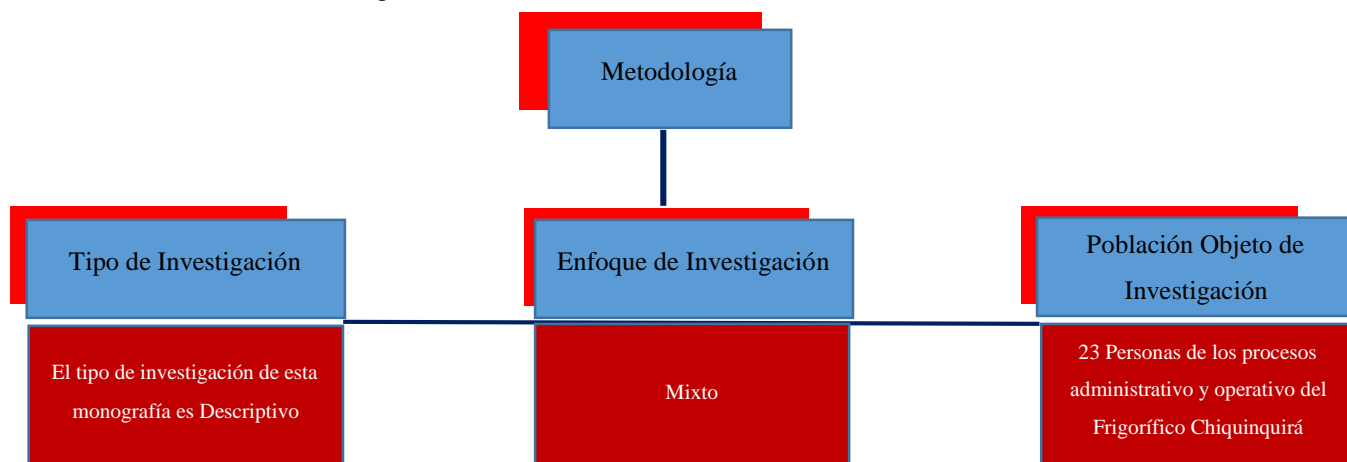 Metodología
Tipo de Investigación
El tipo de investigación de esta
monografía es Descriptivo
Enfoque de Investigación
Mixto
Población Objeto de
Investigación
23 Personas de los procesos
administrativo y operativo del
Frigorífico Chiquinquirá